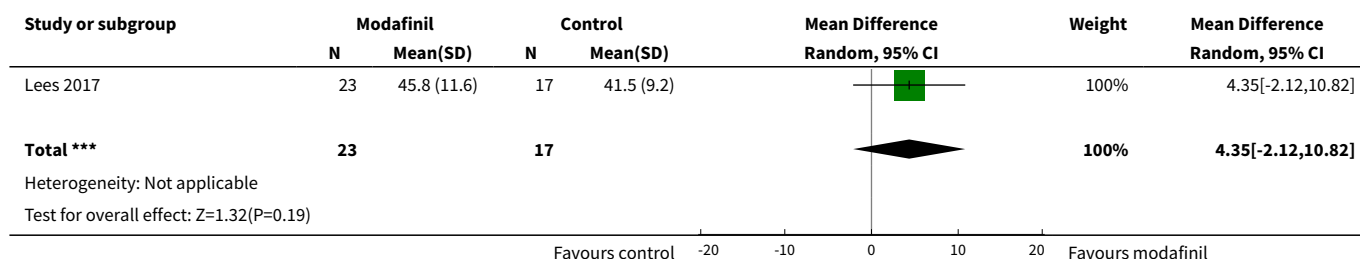 Study or subgroup Modafinil Control Mean Difference Weight Mean Difference
N Mean(SD) N Mean(SD) Random, 95% CI Random, 95% CI
Lees 2017 23 45.8 (11.6) 17 41.5 (9.2) 100% 4.35[-2.12,10.82]
Total *** 23 17 100% 4.35[-2.12,10.82]
Heterogeneity: Not applicable
Test for overall effect: Z=1.32(P=0.19)
Favours control -20 -10 0 10 20 Favours modafinil